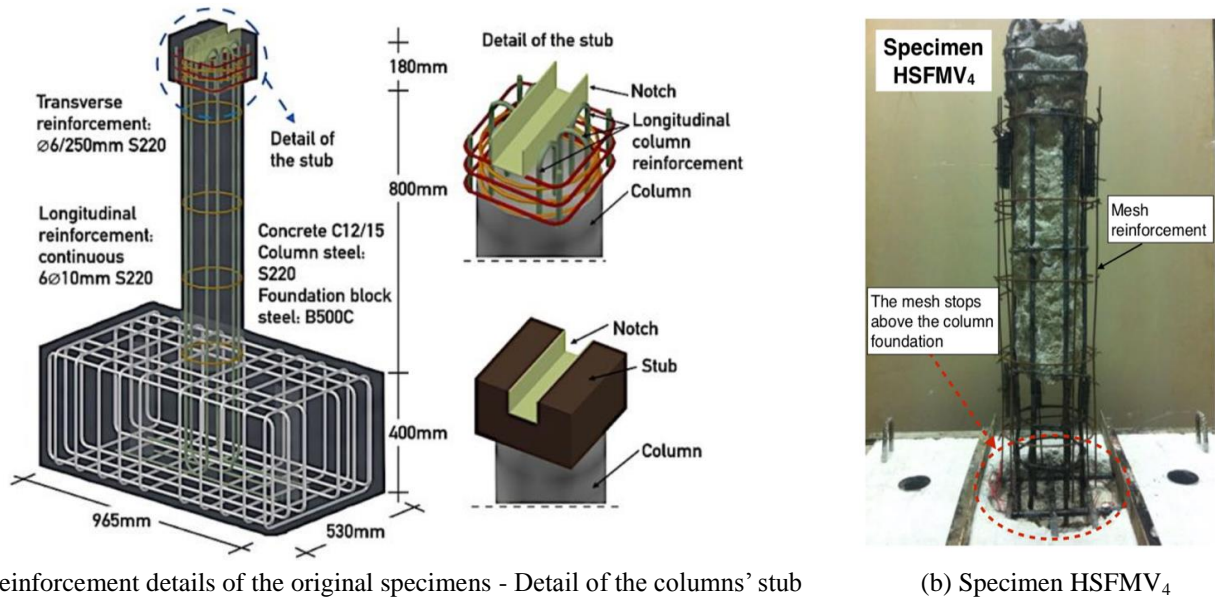 180mm
Transverse
reinforcement:
⌀6/250mm S220
Detail of
the stub
800mm
Longitudinal
reinforcement:
continuous
6⌀10mm S220
Concrete C12/15
Column steel:
S220
Foundation block
steel: B500C
400mm
965mm
530mm
Detail of the stub
Notch
Longitudinal
column
reinforcement
Column
Notch
Stub
Column
Specimen
HSFMV4
Mesh
reinforcement
The mesh stops
above the column
foundation
einforcement details of the original specimens - Detail of the columns’ stub
(b) Specimen HSFMV4